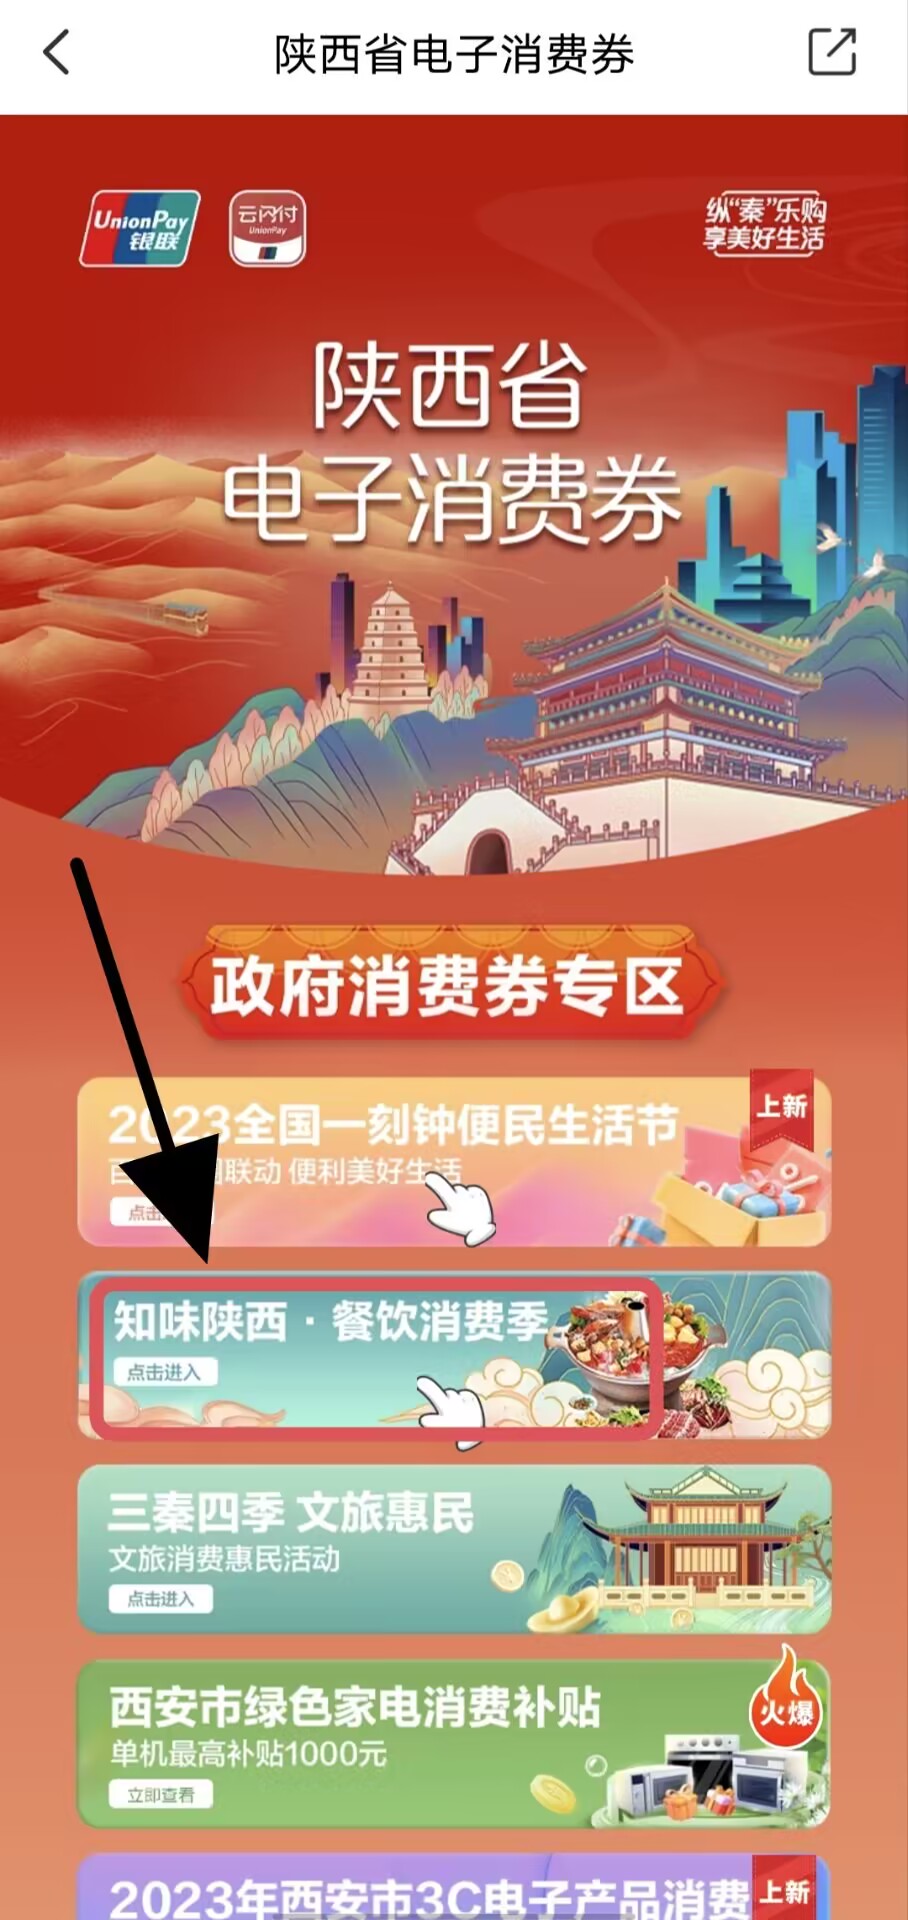 陕西省电子消费券
UnionPay
银联
云闪付
UnionPay
纵“秦”乐购
享美好生活
陕西省
电子消费券
政府消费券专区
2023全国一刻钟便民生活节
上新
联动 便利美好生活
点击
知味陕西·餐饮消费季
点击进入
三秦四季 文旅惠民
文旅消费惠民活动
点击进入
西安市绿色家电消费补贴
火爆
单机最高补贴1000元
立即查看
2023年西安市3C电子产品消费
上新